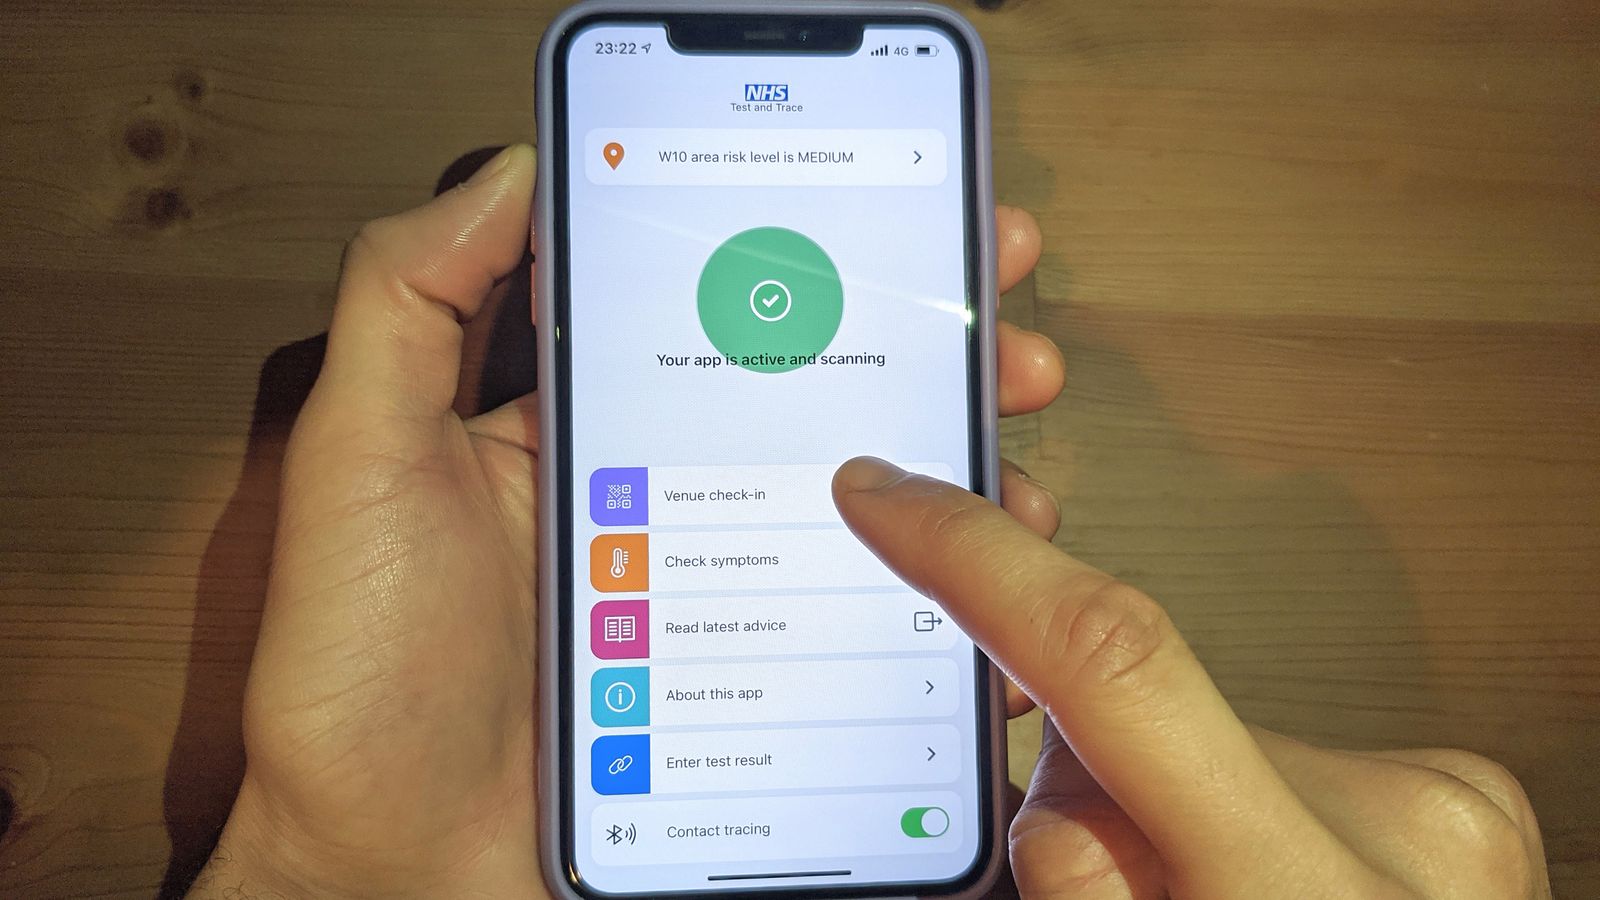 23:22
4G
NHS
Test and Trace
W10 area risk level is MEDIUM
Your app is active and scanning
Venue check-in
Check symptoms
Read latest advice
About this app
Enter test result
Contact tracing